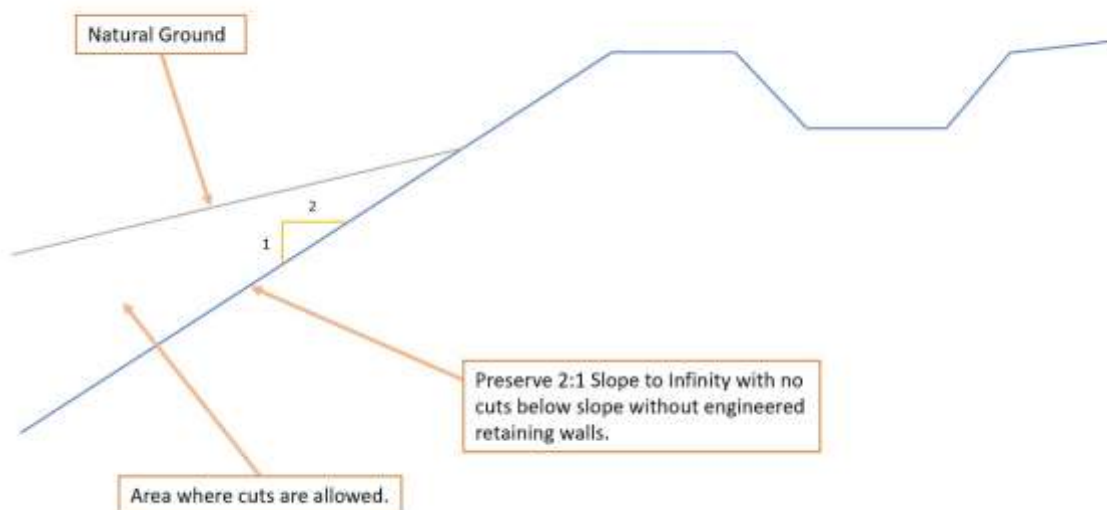 Natural Ground
2
1
Preserve 2:1 Slope to Infinity with no
cuts below slope without engineered
retaining walls.
Area where cuts are allowed.